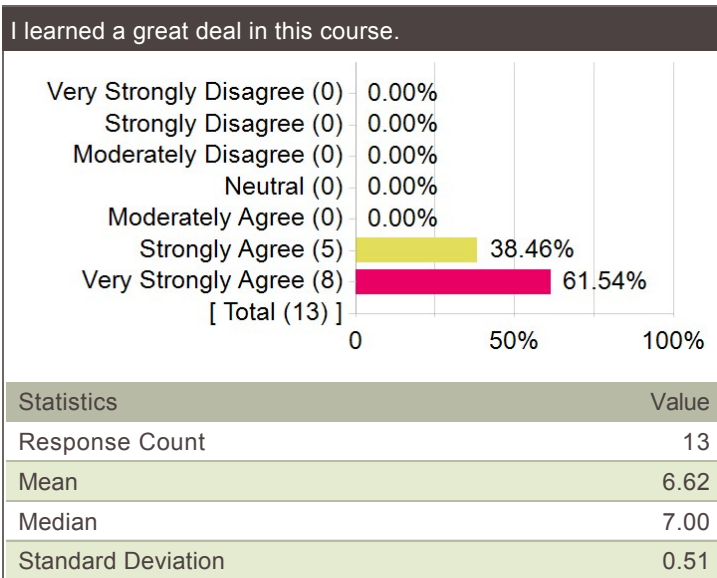 I learned a great deal in this course.
Very Strongly Disagree (0) 0.00%
Strongly Disagree (0) 0.00%
Moderately Disagree (0) 0.00%
Neutral (0) 0.00%
Moderately Agree (0) 0.00%
Strongly Agree (5) 38.46%
Very Strongly Agree (8) 61.54%
[ Total (13) ]
0 50% 100%
Statistics Value
Response Count 13
Mean 6.62
Median 7.00
Standard Deviation 0.51